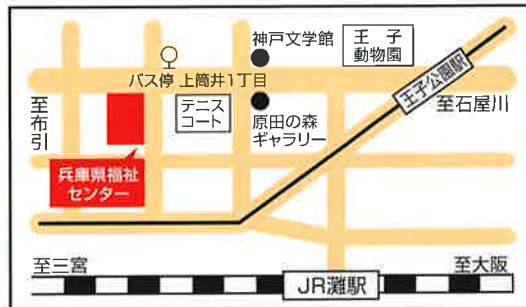 神戸文学館
王子
動物園
バス停 上筒井1丁目
王子公園駅
至石屋川
至布引
テニス
コート
原田の森
ギャラリー
兵庫県福祉
センター
至三宮
至大阪
JR灘駅